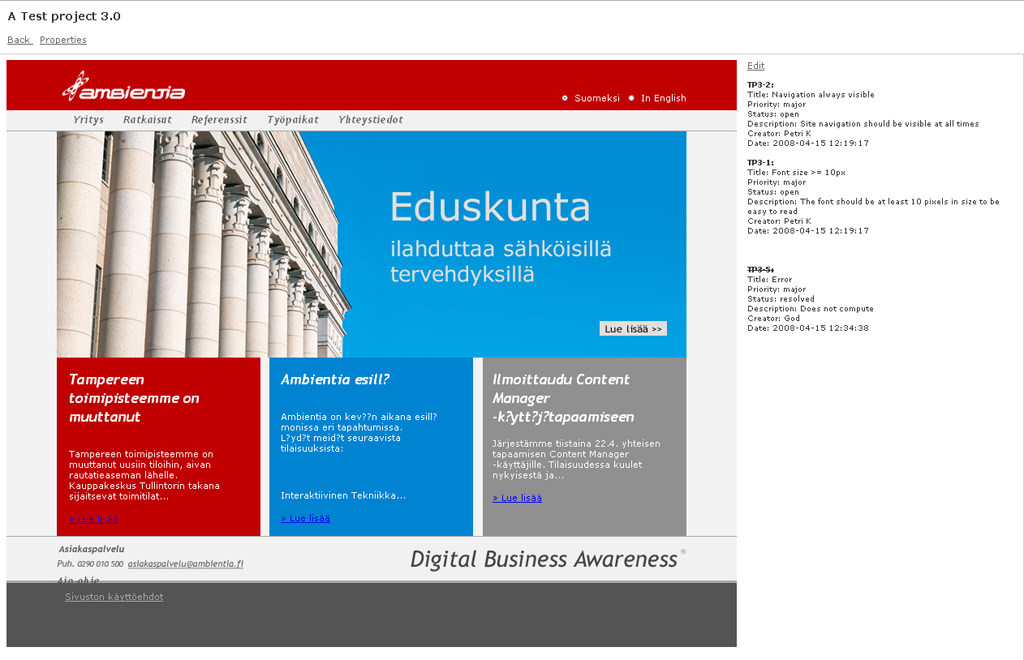 A Test project 3.0
Back Properties
ambientia
Suomeksi In English
Yritys Ratkaisut Referenssit Työpaikat Yhteystiedot
Eduskunta
ilahduttaa sähköisillä
tervehdyksillä
Lue lisää >>
Tampereen
toimipisteemme on
muuttanut
Tampereen toimipisteemme on
muuttanut uusiin tiloihin, aivan
rautatieaseman lähelle.
Kauppakeskus Tullintorin takana
sijaitsevat toimitilat...
» Lue lisää
Ambientia esill?
Ambientia on kev??n aikana esill?
monissa eri tapahtumissa.
L?yd?t meid?t seuraavista
tilaisuuksista:
Interaktiivinen Tekniikka...
» Lue lisää
Ilmoittaudu Content
Manager
-k?ytt?j?tapaamiseen
Järjestämme tiistaina 22.4. yhteisen
tapaamisen Content Manager
-käyttäjille. Tilaisuudessa kuulet
nykyisestä ja...
» Lue lisää
Asiakaspalvelu
Puh. 0290 010 500 asiakaspalvelu@ambientia.fi
Ajo-ohje
Digital Business Awareness®
Sivuston käyttöehdot
Edit
TP3-2:
Title: Navigation always visible
Priority: major
Status: open
Description: Site navigation should be visible at all times
Creator: Petri K
Date: 2008-04-15 12:19:17
TP3-1:
Title: Font size >= 10px
Priority: major
Status: open
Description: The font should be at least 10 pixels in size to be
easy to read
Creator: Petri K
Date: 2008-04-15 12:19:17
TP3-5:
Title: Error
Priority: major
Status: resolved
Description: Does not compute
Creator: God
Date: 2008-04-15 12:34:38